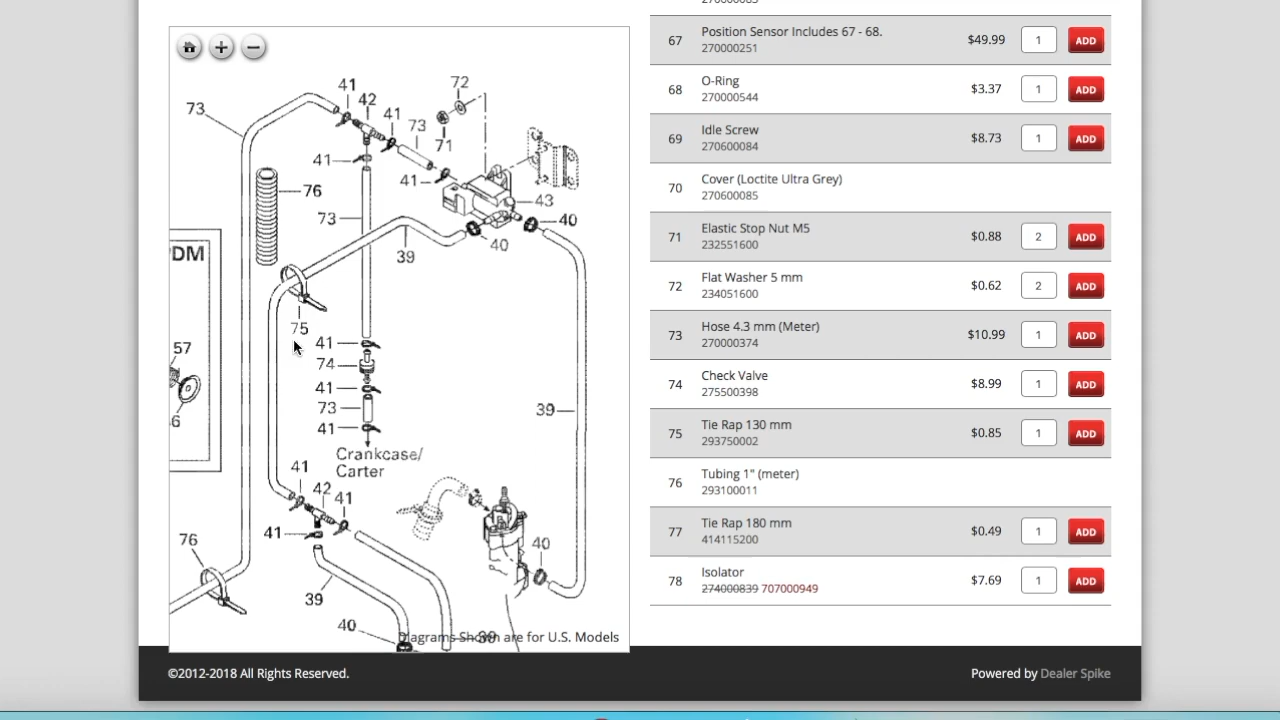 73
41
42
41
73
72
71
41
41
43
76
73
40
40
39
75
'DM
57
6
41
74
41
73
41
39
Crankcase/
Carter
41
42
41
41
76
40
39
40
39
Diagrams Shown are for U.S. Models
67 Position Sensor Includes 67 - 68. $49.99 1 ADD
270000251
68 O-Ring $3.37 1 ADD
270000544
69 Idle Screw $8.73 1 ADD
270600084
70 Cover (Loctite Ultra Grey)
270600085
71 Elastic Stop Nut M5 $0.88 2 ADD
232551600
72 Flat Washer 5 mm $0.62 2 ADD
234051600
73 Hose 4.3 mm (Meter) $10.99 1 ADD
270000374
74 Check Valve $8.99 1 ADD
275500398
75 Tie Rap 130 mm $0.85 1 ADD
293750002
76 Tubing 1" (meter)
293100011
77 Tie Rap 180 mm $0.49 1 ADD
414115200
78 Isolator $7.69 1 ADD
274000839 707000949
©2012-2018 All Rights Reserved.
Powered by Dealer Spike